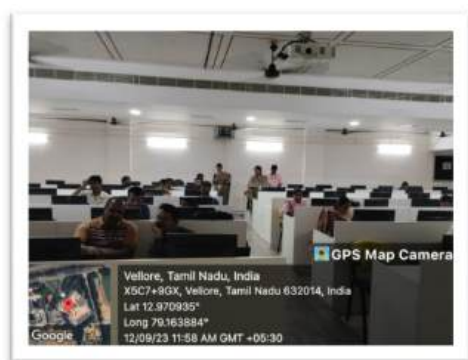 GPS Map Camera
Vellore, Tamil Nadu, India
X5C7+9GX, Vellore, Tamil Nadu 632014, India
Lat 12.970935°
Long 79.163884°
12/09/23 11:58 AM GMT +05:30
Google